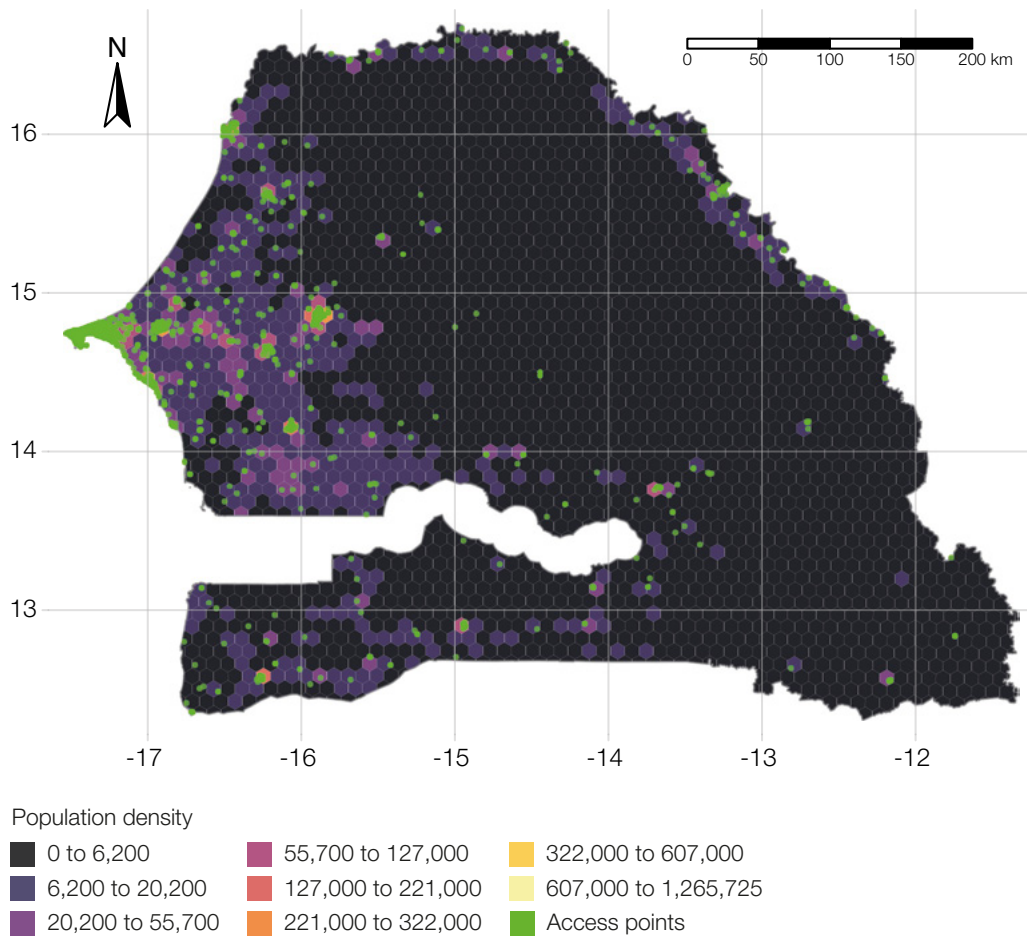 N
0 50 100 150 200 km
16
15
14
13
-17 -16 -15 -14 -13 -12
Population density
0 to 6,200
6,200 to 20,200
20,200 to 55,700
55,700 to 127,000
127,000 to 221,000
221,000 to 322,000
322,000 to 607,000
607,000 to 1,265,725
Access points